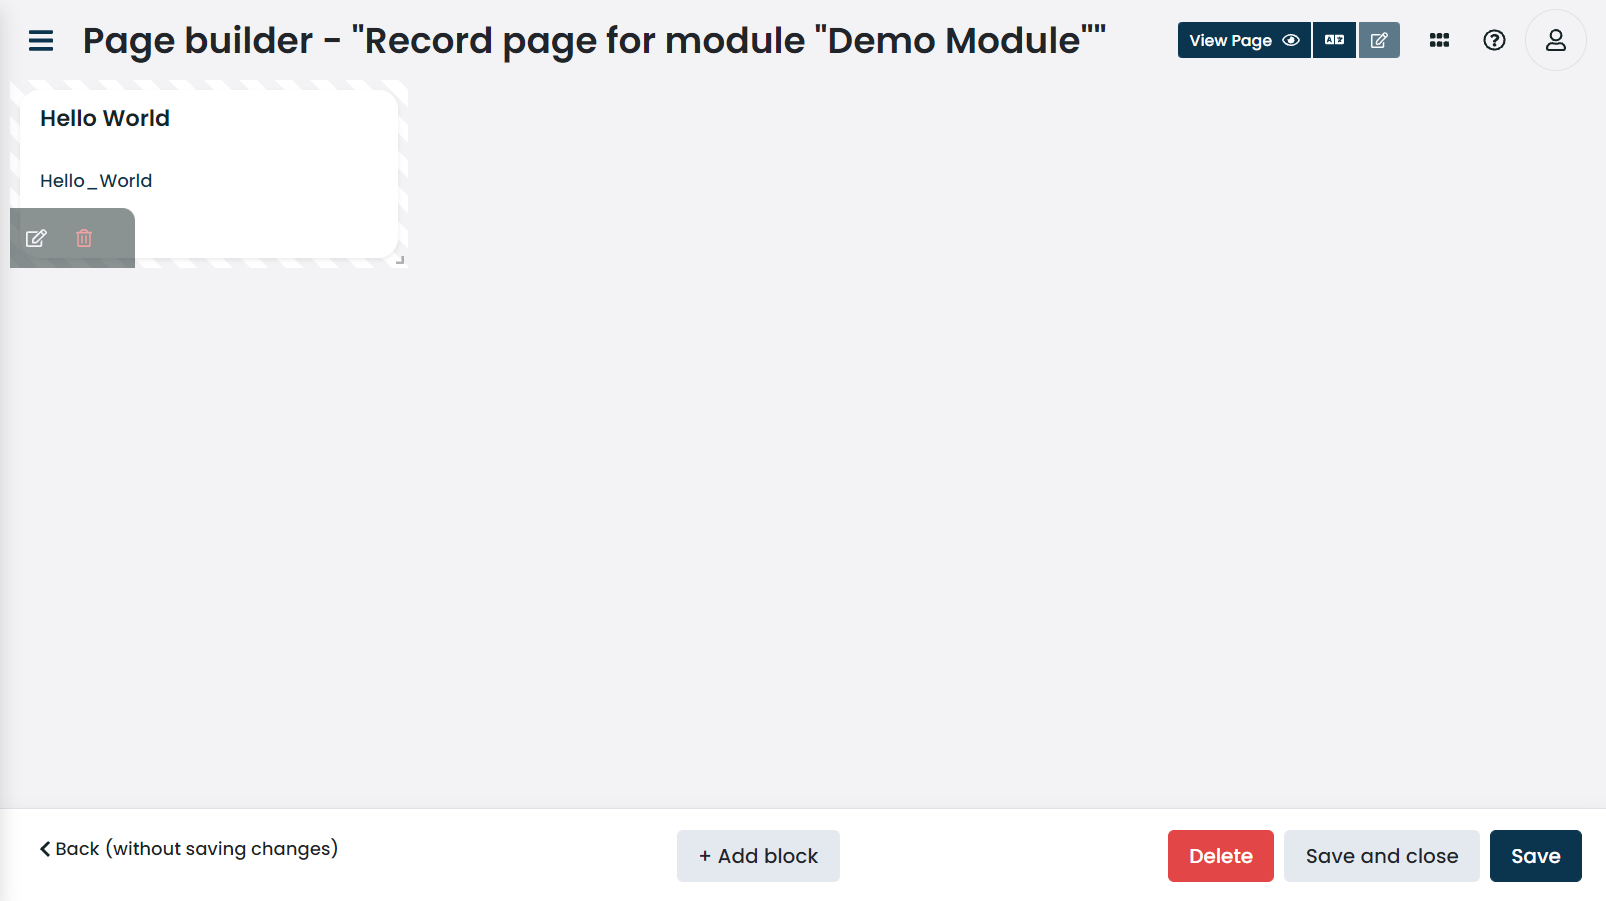 Page builder - "Record page for module "Demo Module""
View Page
Hello World
Hello_World
Back (without saving changes)
+ Add block
Delete
Save and close
Save